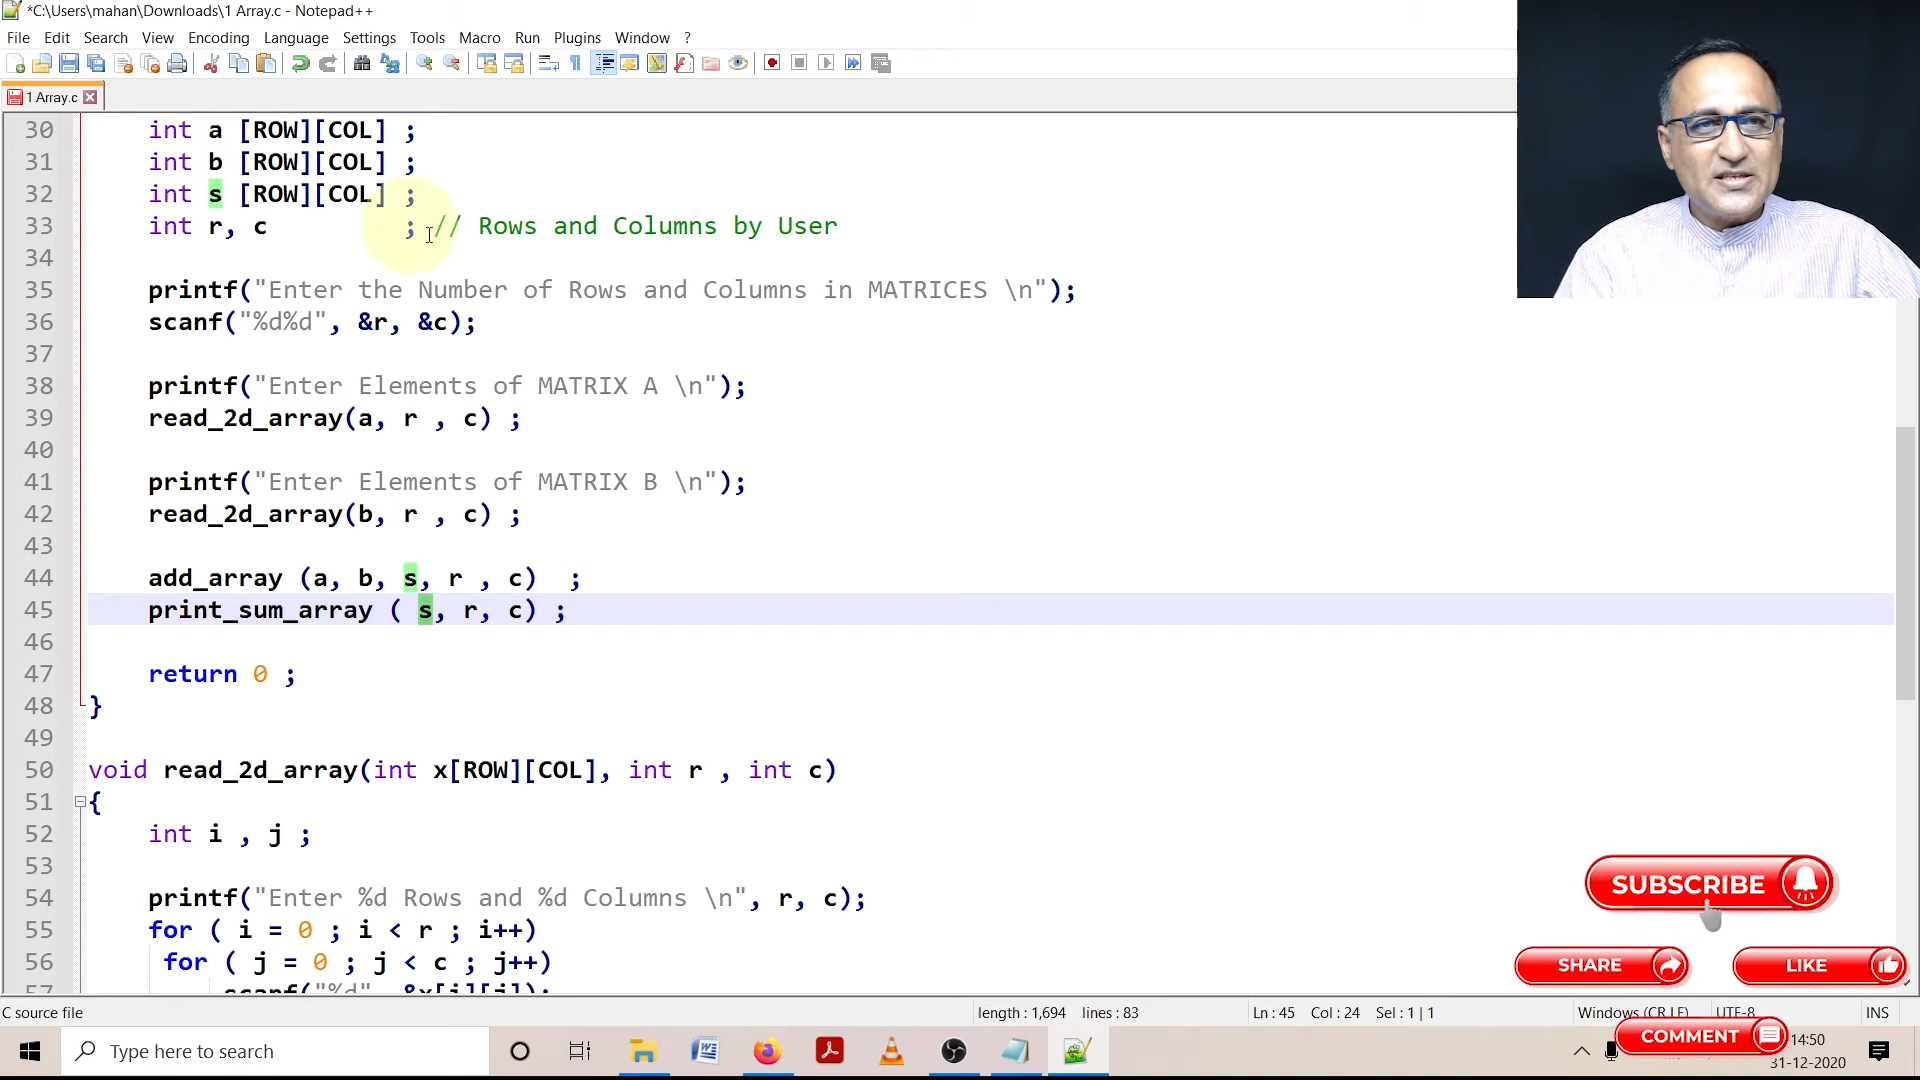 *C:\Users\mahan\Downloads\1 Array.c - Notepad++
File Edit Search View Encoding Language Settings Tools Macro Run Plugins Window ?
1 Array.c
30 int a [ROW][COL] ;
31 int b [ROW][COL] ;
32 int s [ROW][COL] ;
33 int r, c ; // Rows and Columns by User
34
35 printf("Enter the Number of Rows and Columns in MATRICES \n");
36 scanf("%d%d", &r, &c);
37
38 printf("Enter Elements of MATRIX A \n");
39 read_2d_array(a, r , c) ;
40
41 printf("Enter Elements of MATRIX B \n");
42 read_2d_array(b, r , c) ;
43
44 add_array (a, b, s, r , c) ;
45 print_sum_array ( s, r, c) ;
46
47 return 0 ;
48 }
49
50 void read_2d_array(int x[ROW][COL], int r , int c)
51 {
52 int i , j ;
53
54 printf("Enter %d Rows and %d Columns \n", r, c);
55 for ( i = 0 ; i < r ; i++)
56 for ( j = 0 ; j < c ; j++)
57 scanf("%d", &x[i][j]);
SUBSCRIBE
SHARE LIKE
C source file length : 1,694 lines : 83 Ln : 45 Col : 24 Sel : 1 | 1 Windows (CR LF) UTF-8 INS
COMMENT
Type here to search
14:50
31-12-2020